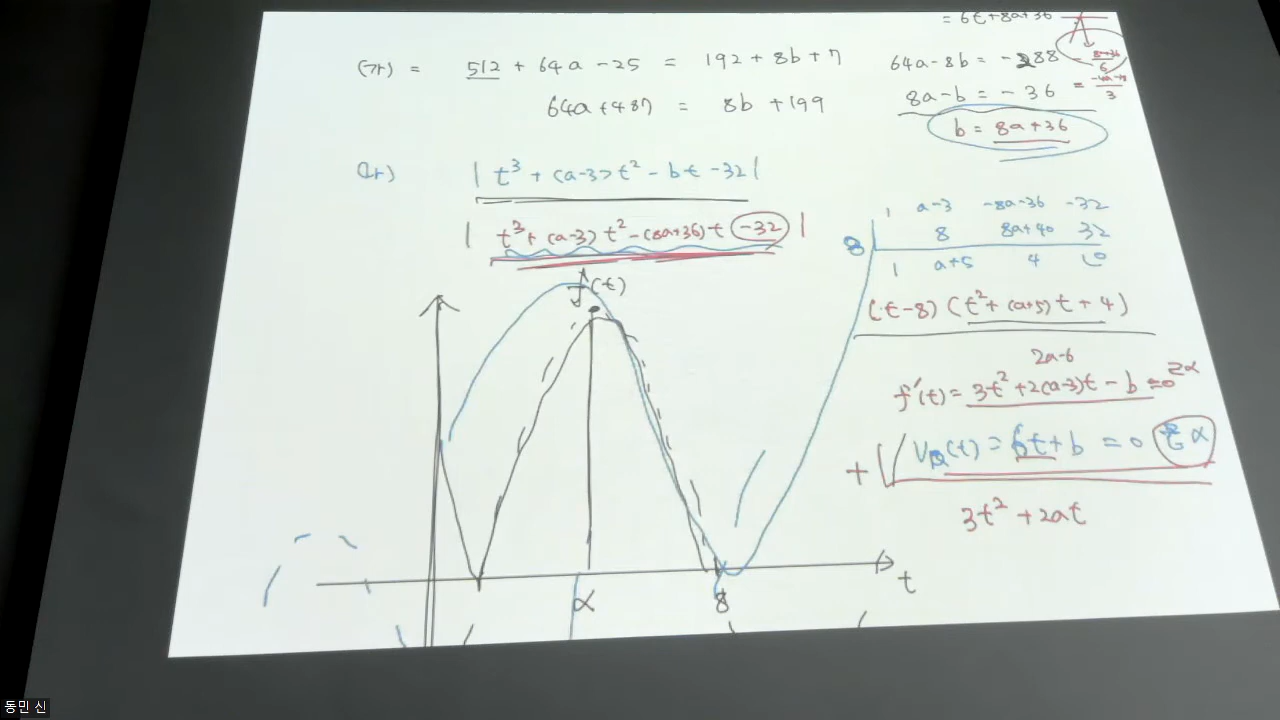 = 6t+8a+36
(가) = 512 + 64a - 25 = 192 + 8b + 7
64a + 487 = 8b + 199
64a - 8b = -288
8a - b = -36
b = 8a+36
(나) | t³ + (a-3)t² - bt - 32 |
| t³ + (a-3)t² - (8a+36)t - 32 |
1 a-3 -8a-36 -32
8 8 8a+40 32
1 a+5 4 0
f(t)
(t-8)(t² + (a+5)t + 4)
2a-6
f'(t) = 3t² + 2(a-3)t - b = 0 2α
+ V_Q(t) = 6t + b = 0 α
3t² + 2at
α 8 t
동민 신